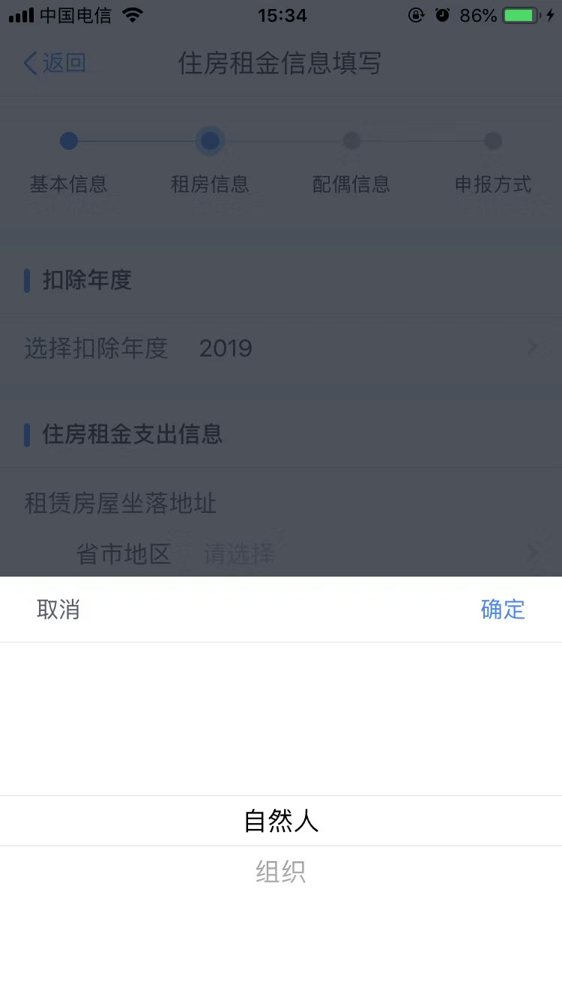 中国电信 15:34 86%
返回 住房租金信息填写
基本信息 租房信息 配偶信息 申报方式
扣除年度
选择扣除年度 2019
住房租金支出信息
租赁房屋坐落地址
省市地区 请选择
取消 确定
自然人
组织